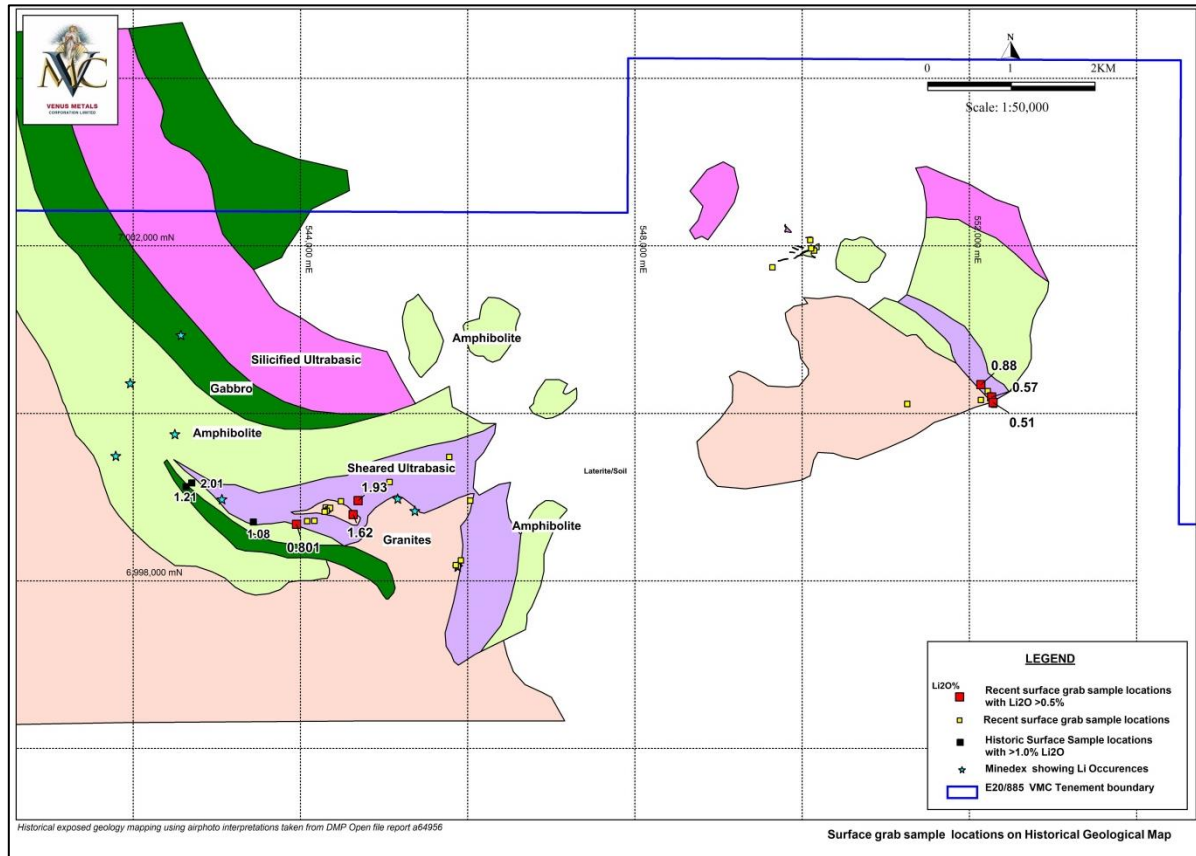 VMC
VENUS METALS
CORPORATION LIMITED
N
0 1 2KM
Scale: 1:50,000
7,002,000 mN
544,000 mE
548,000 mE
552,000 mE
Silicified Ultrabasic
Gabbro
Amphibolite
Amphibolite
0.88
0.57
0.51
Sheared Ultrabasic
Laterite/Soil
2.01
1.21
1.93
1.08
0.801
1.62
Granites
Amphibolite
6,998,000 mN
LEGEND
Li2O%
Recent surface grab sample locations
with Li2O >0.5%
Recent surface grab sample locations
Historic Surface Sample locations
with >1.0% Li2O
Minedex showing Li Occurences
E20/885 VMC Tenement boundary
Historical exposed geology mapping using airphoto interpretations taken from DMP Open file report a64956
Surface grab sample locations on Historical Geological Map